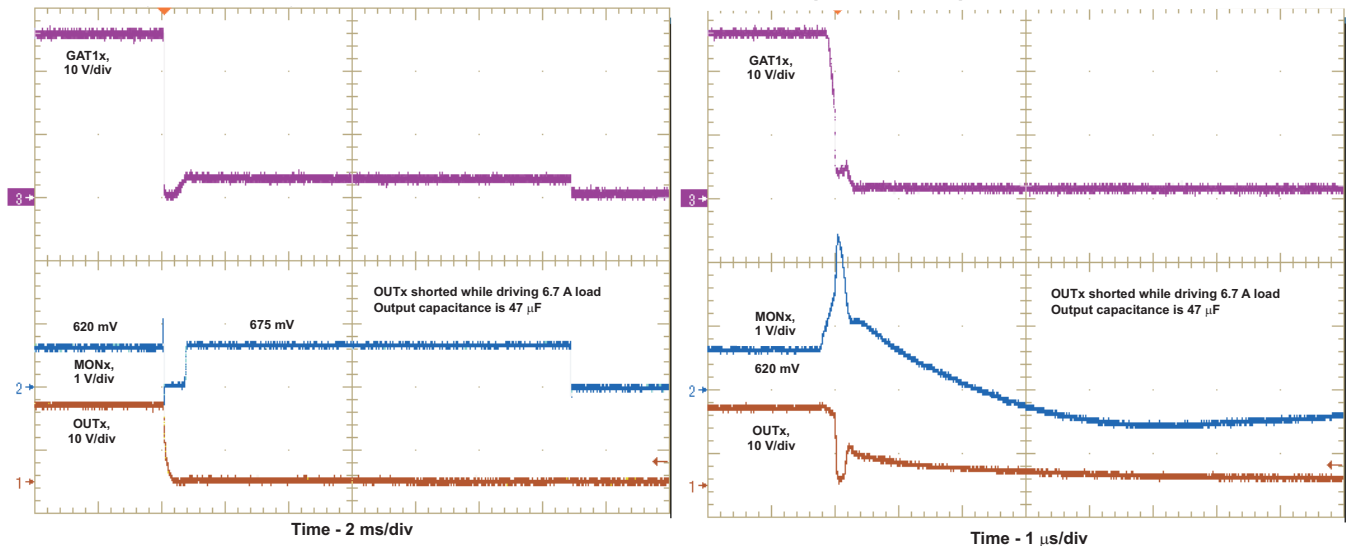 GAT1x,
10 V/div
3
OUTx shorted while driving 6.7 A load
Output capacitance is 47 μF
620 mV
675 mV
MONx,
1 V/div
2
OUTx,
10 V/div
1
Time - 2 ms/div
GAT1x,
10 V/div
3
OUTx shorted while driving 6.7 A load
Output capacitance is 47 μF
MONx,
1 V/div
620 mV
2
OUTx,
10 V/div
1
Time - 1 μs/div